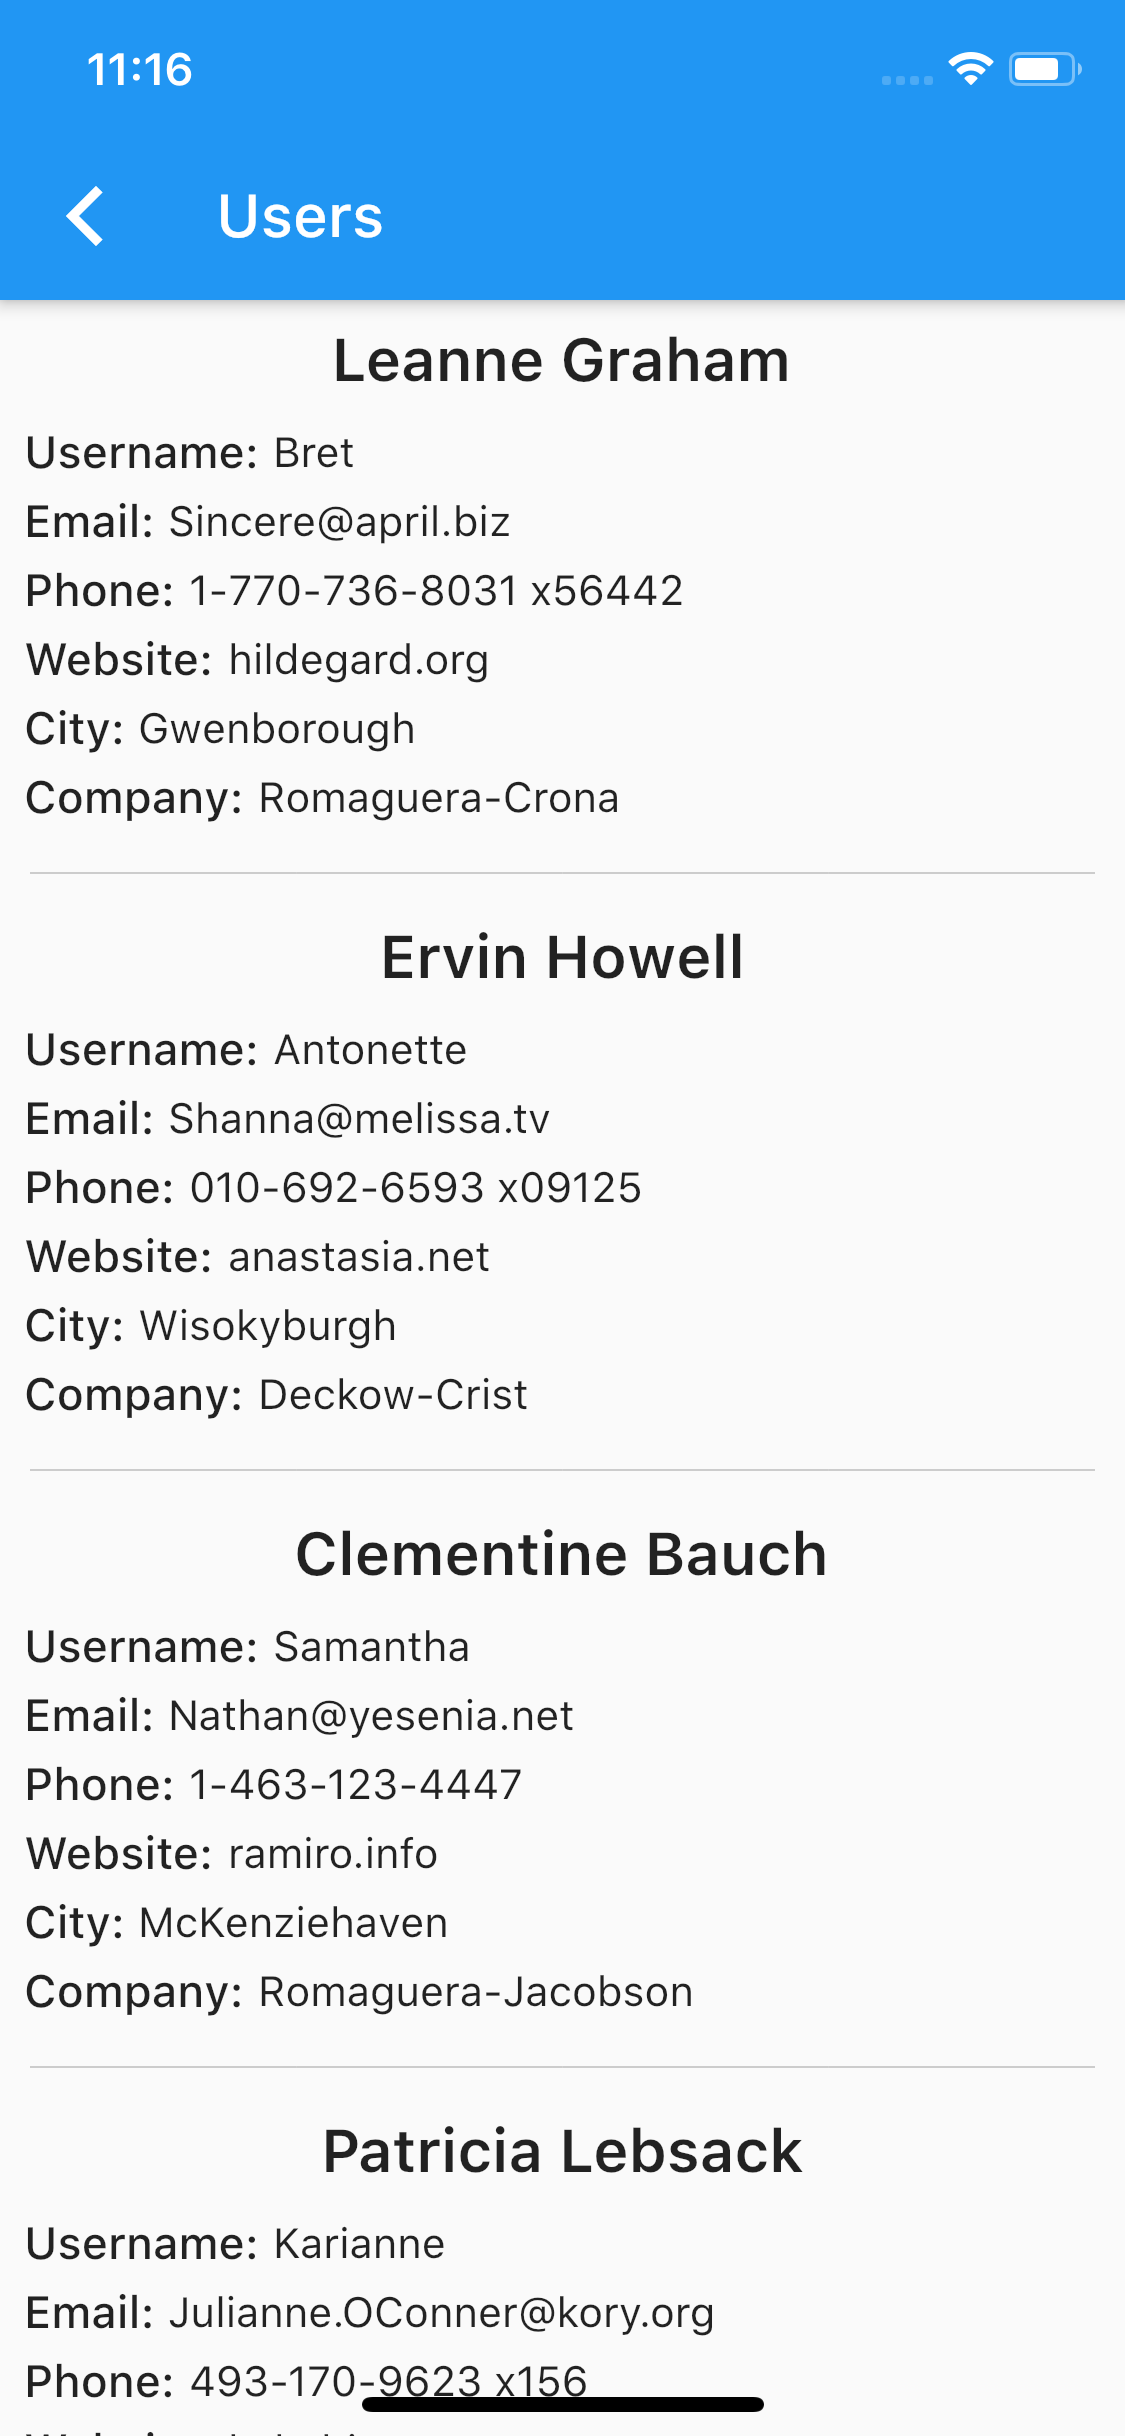 11:16
Users
Leanne Graham
Username: Bret
Email: Sincere@april.biz
Phone: 1-770-736-8031 x56442
Website: hildegard.org
City: Gwenborough
Company: Romaguera-Crona
Ervin Howell
Username: Antonette
Email: Shanna@melissa.tv
Phone: 010-692-6593 x09125
Website: anastasia.net
City: Wisokyburgh
Company: Deckow-Crist
Clementine Bauch
Username: Samantha
Email: Nathan@yesenia.net
Phone: 1-463-123-4447
Website: ramiro.info
City: McKenziehaven
Company: Romaguera-Jacobson
Patricia Lebsack
Username: Karianne
Email: Julianne.OConner@kory.org
Phone: 493-170-9623 x156